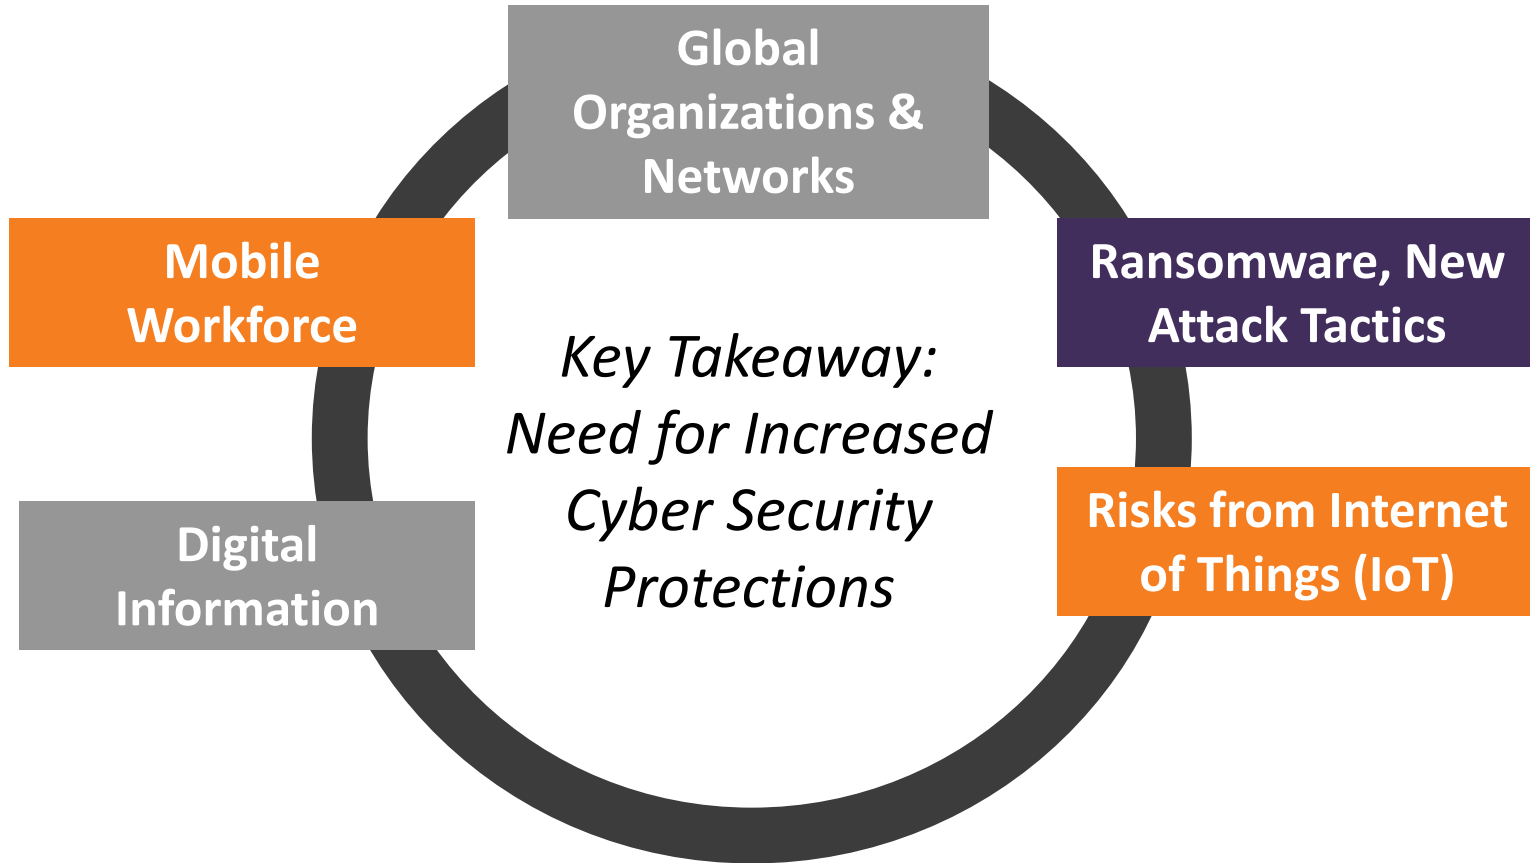 Global
Organizations &
Networks
Mobile
Workforce
Ransomware, New
Attack Tactics
Key Takeaway:
Need for Increased
Cyber Security
Protections
Digital
Information
Risks from Internet
of Things (IoT)